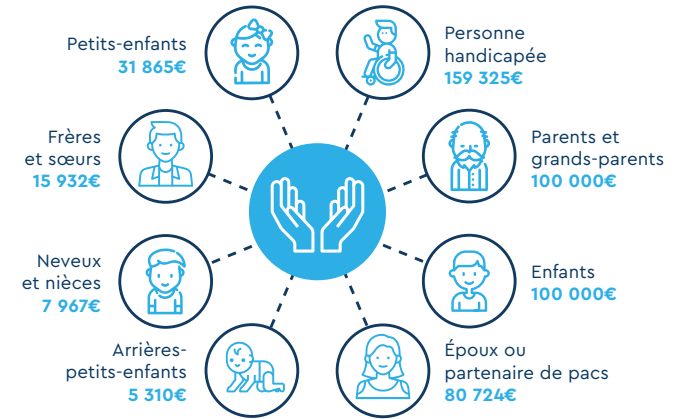 Petits-enfants
31 865€
Personne
handicapée
159 325€
Frères
et sœurs
15 932€
Parents et
grands-parents
100 000€
Neveux
et nièces
7 967€
Enfants
100 000€
Arrières-
petits-enfants
5 310€
Époux ou
partenaire de pacs
80 724€